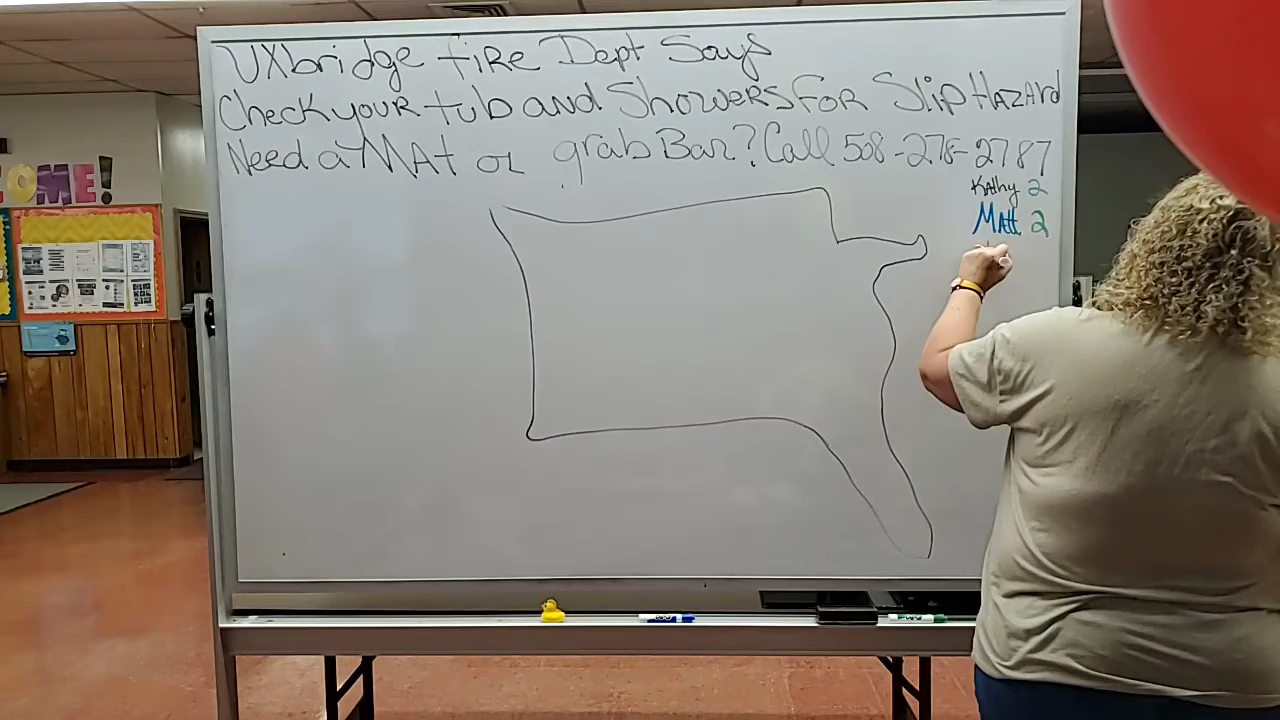 UXbridge fire Dept Says
Check your tub and Showers For Slip Hazard
Need a Mat or grab Bar? Call 508-278-2787
Kathy 2
Matt 2
OME!